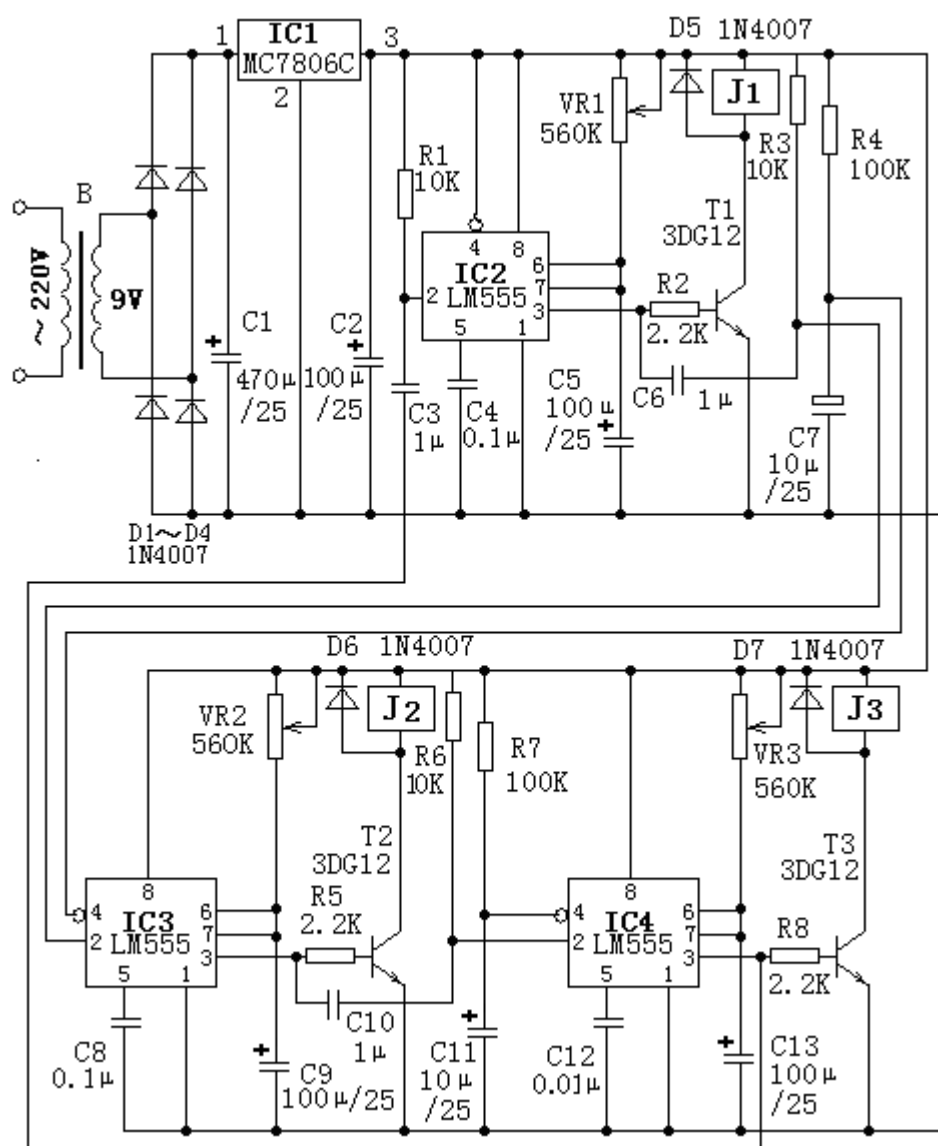 D5 1N4007
1 IC1 3
MC7806C
2
VR1
560K
J1
R1
10K
R3
10K
R4
100K
B
～220V
9V
T1
3DG12
4 8
IC2
2 LM555
6
7
3
5 1
R2
2.2K
C1
+
470μ
/25
C2
+
100μ
/25
C3
1μ
C4
0.1μ
C5
100μ
/25
+
C6
1μ
C7
10μ
/25
D1～D4
1N4007
D6 1N4007
D7 1N4007
VR2
560K
J2
R6
10K
R7
100K
VR3
560K
J3
T2
3DG12
T3
3DG12
8
4 IC3 6
2 LM555 7
3
5 1
R5
2.2K
8
4 IC4 6
2 LM555 7
3
5 1
R8
2.2K
C8
0.1μ
+
C9
100μ/25
C10
1μ
+
C11
10μ
/25
C12
0.01μ
+
C13
100μ
/25